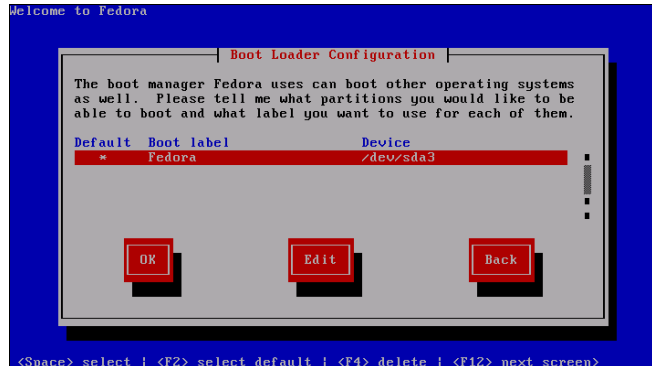 Welcome to Fedora
Boot Loader Configuration
The boot manager Fedora uses can boot other operating systems
as well.  Please tell me what partitions you would like to be
able to boot and what label you want to use for each of them.
Default  Boot label  Device
*  Fedora  /dev/sda3
OK  Edit  Back
<Space> select | <F2> select default | <F4> delete | <F12> next screen>